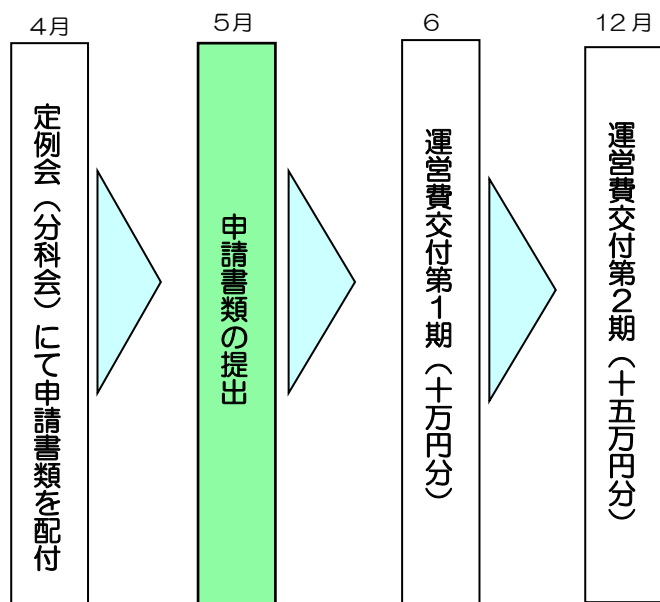 4月
定例会（分科会）にて申請書類を配付
5月
申請書類の提出
6
運営費交付第1期（十万円分）
12月
運営費交付第2期（十五万円分）